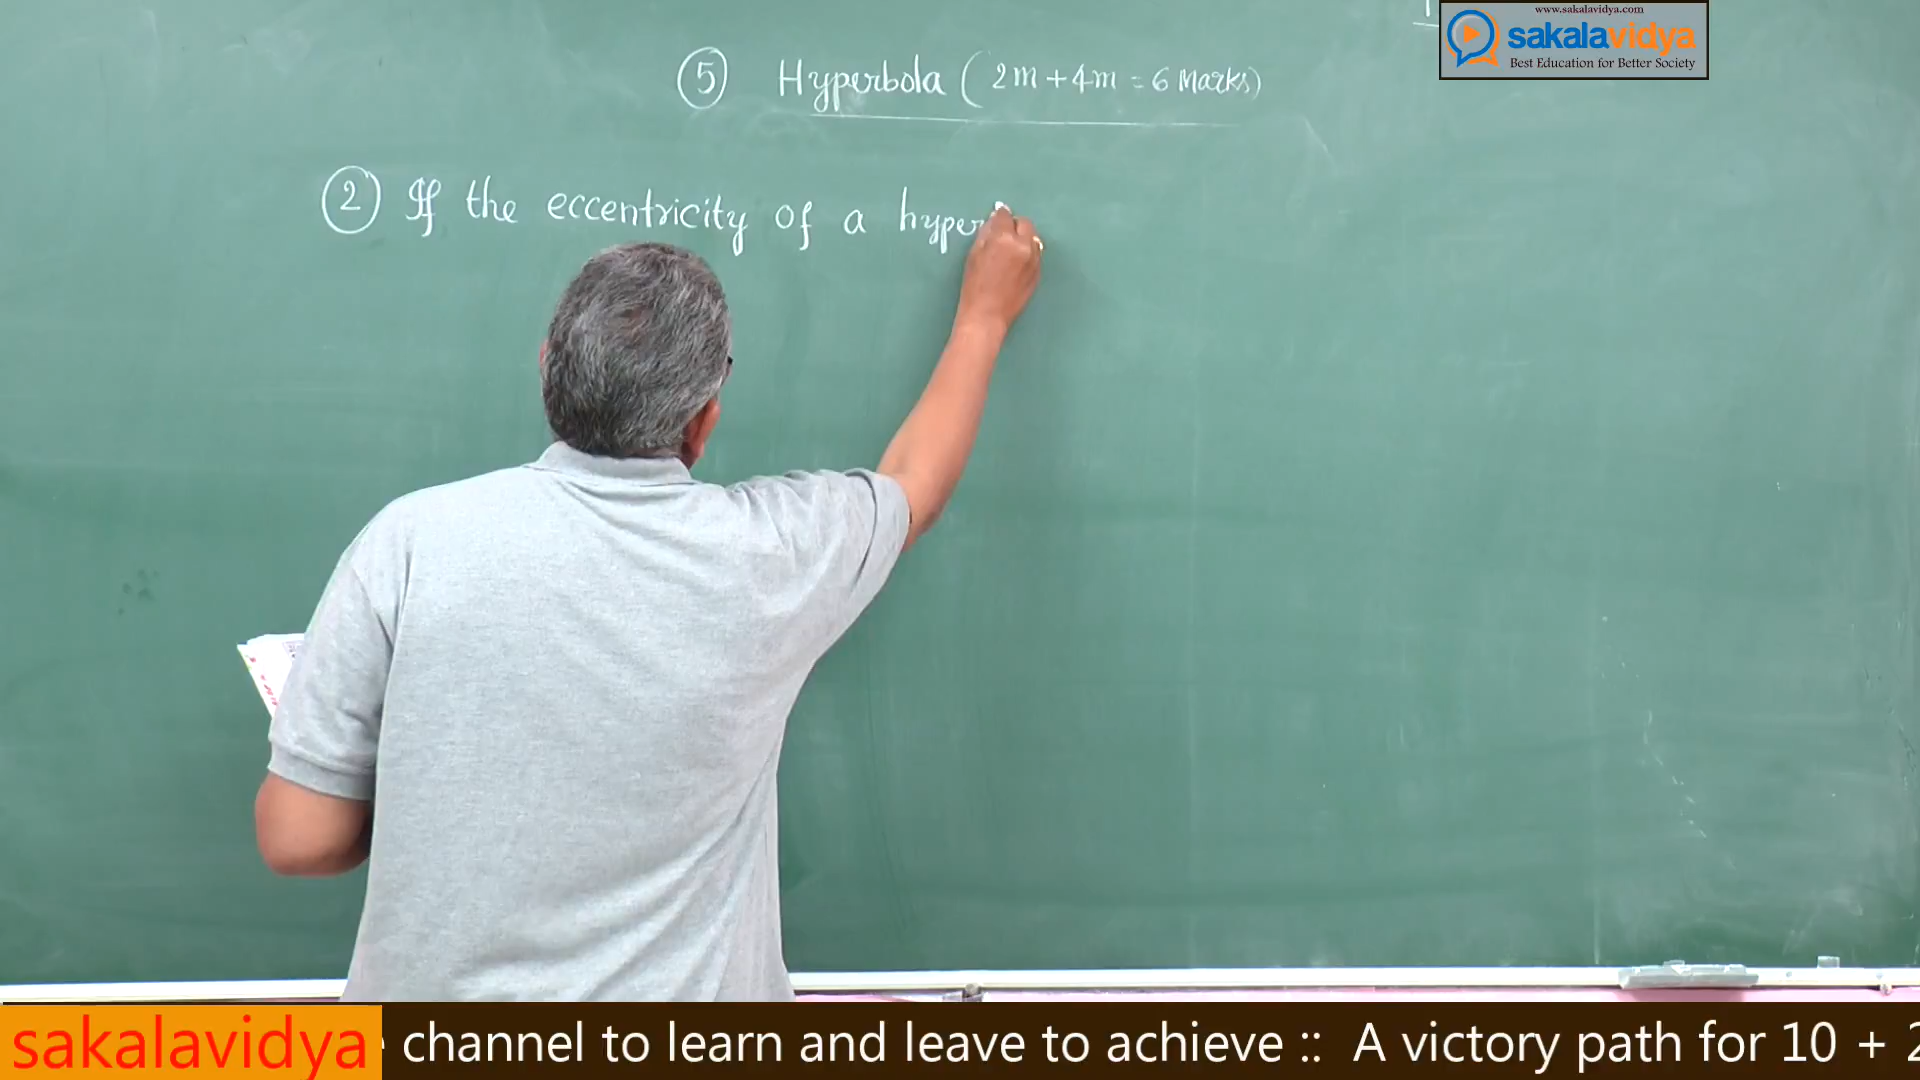 www.sakalavidya.com
sakalavidya
Best Education for Better Society
5 Hyperbola (2m+4m = 6 Marks)
2 If the eccentricity of a hyper
sakalavidya channel to learn and leave to achieve :: A victory path for 10 +